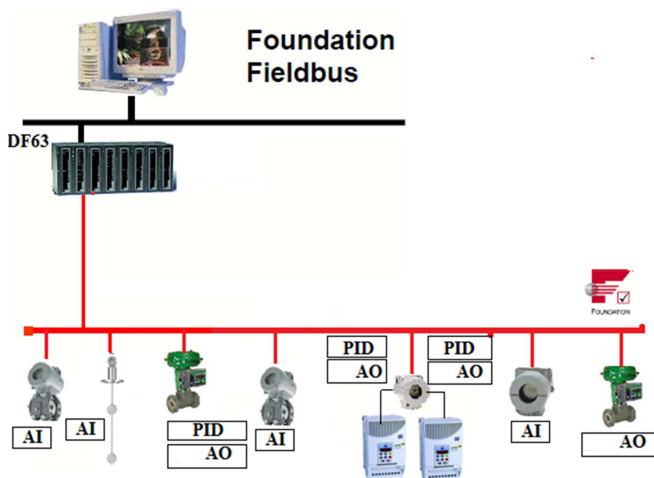 Foundation
Fieldbus
DF63
FOUNDATION
PID
PID
AO
AO
AI
AI
PID
AO
AI
AI
AO